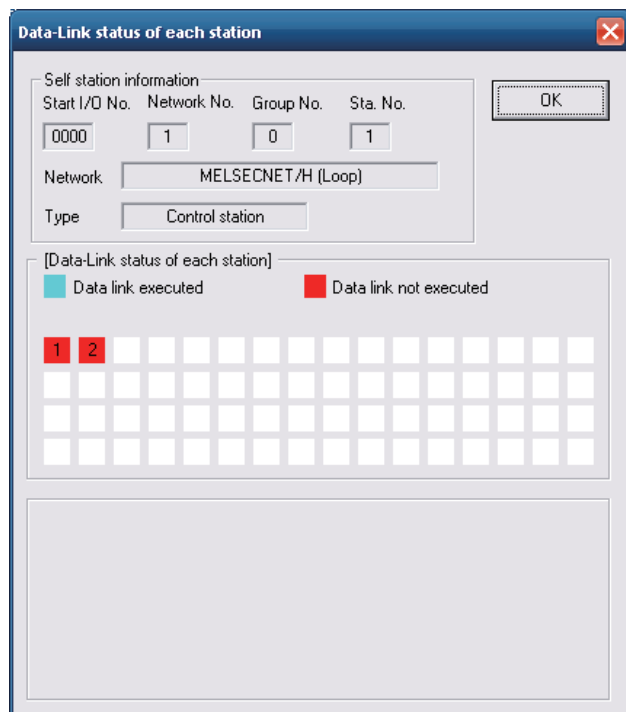 Data-Link status of each station
Self station information
Start I/O No. Network No. Group No. Sta. No.
0000 1 0 1
OK
Network MELSECNET/H (Loop)
Type Control station
[Data-Link status of each station]
Data link executed Data link not executed
1 2